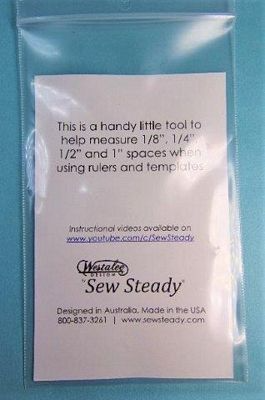 This is a handy little tool to
help measure 1/8", 1/4"
1/2" and 1" spaces when
using rulers and templates
Instructional videos available on
www.youtube.com/c/SewSteady
Westalee
DESIGN
"Sew Steady"
Designed in Australia. Made in the USA
800-837-3261 | www.sewsteady.com